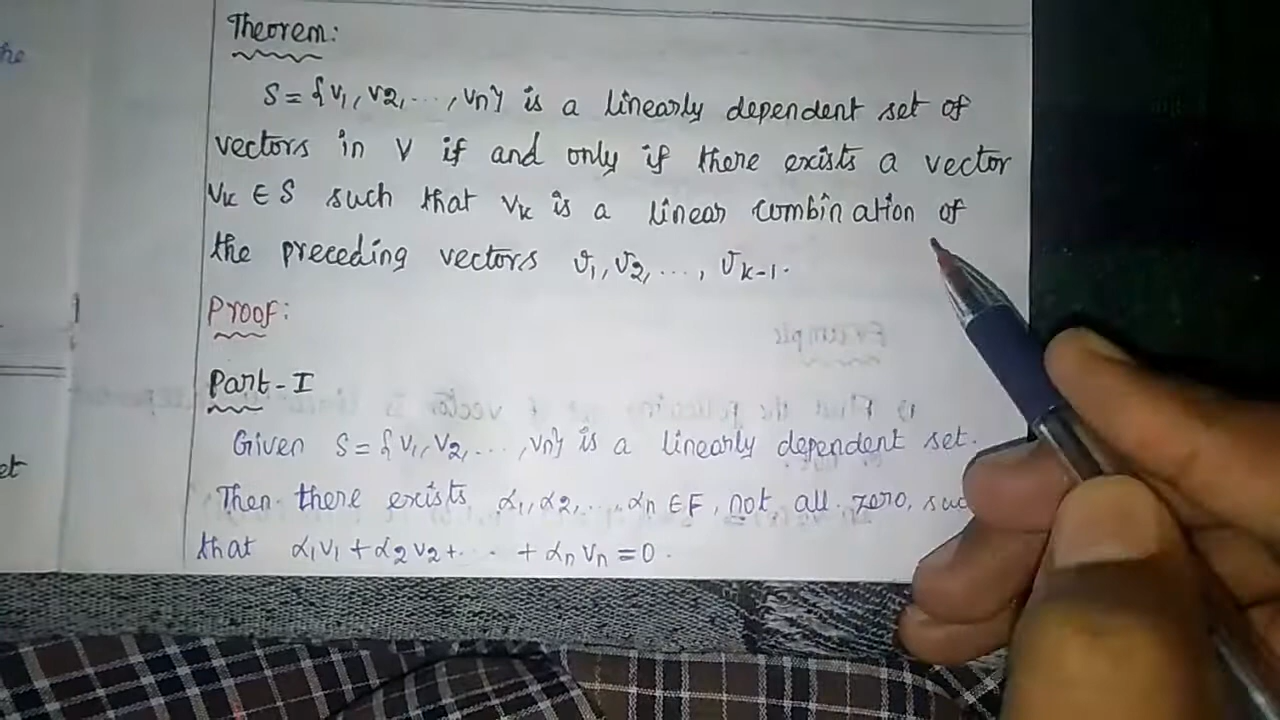 he
Theorem:
S = {v₁, v₂, ..., vn} is a linearly dependent set of
vectors in V if and only if there exists a vector
vk ∈ S such that vk is a linear combination of
the preceding vectors v₁, v₂, ..., vk-1.
Proof:
Part-I
Given S = {v₁, v₂, ..., vn} is a linearly dependent set.
et
Then there exists α₁, α₂, ..., αn ∈ F, not all zero, suc
that α₁v₁ + α₂v₂ + ... + αnvn = 0.